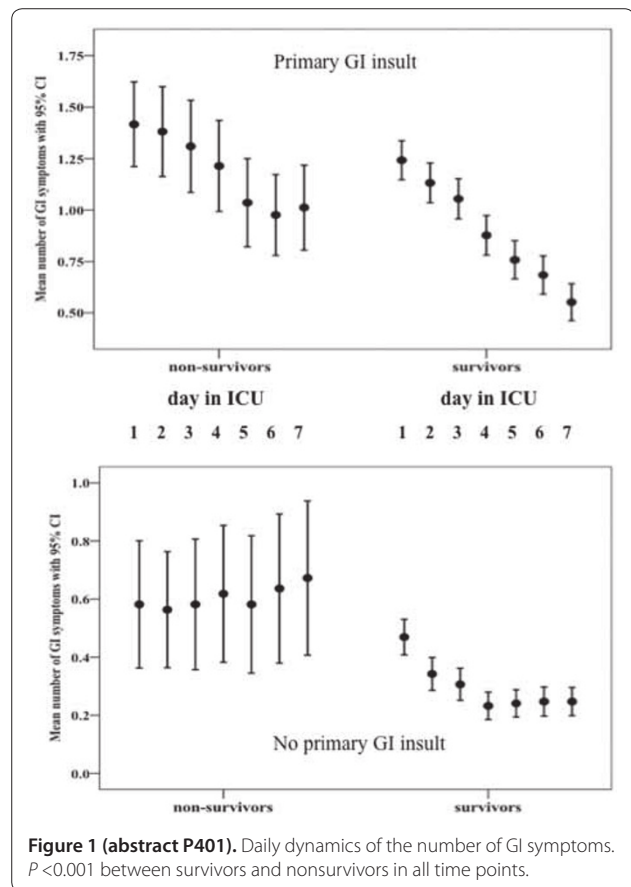 Primary GI insult
Mean number of GI symptoms with 95% CI
1.75
1.50
1.25
1.00
0.75
0.50
non-survivors survivors
day in ICU day in ICU
1 2 3 4 5 6 7 1 2 3 4 5 6 7
Mean number of GI symptoms with 95% CI
1.0
0.8
0.6
0.4
0.2
0.0
No primary GI insult
non-survivors survivors
Figure 1 (abstract P401). Daily dynamics of the number of GI symptoms.
P <0.001 between survivors and nonsurvivors in all time points.